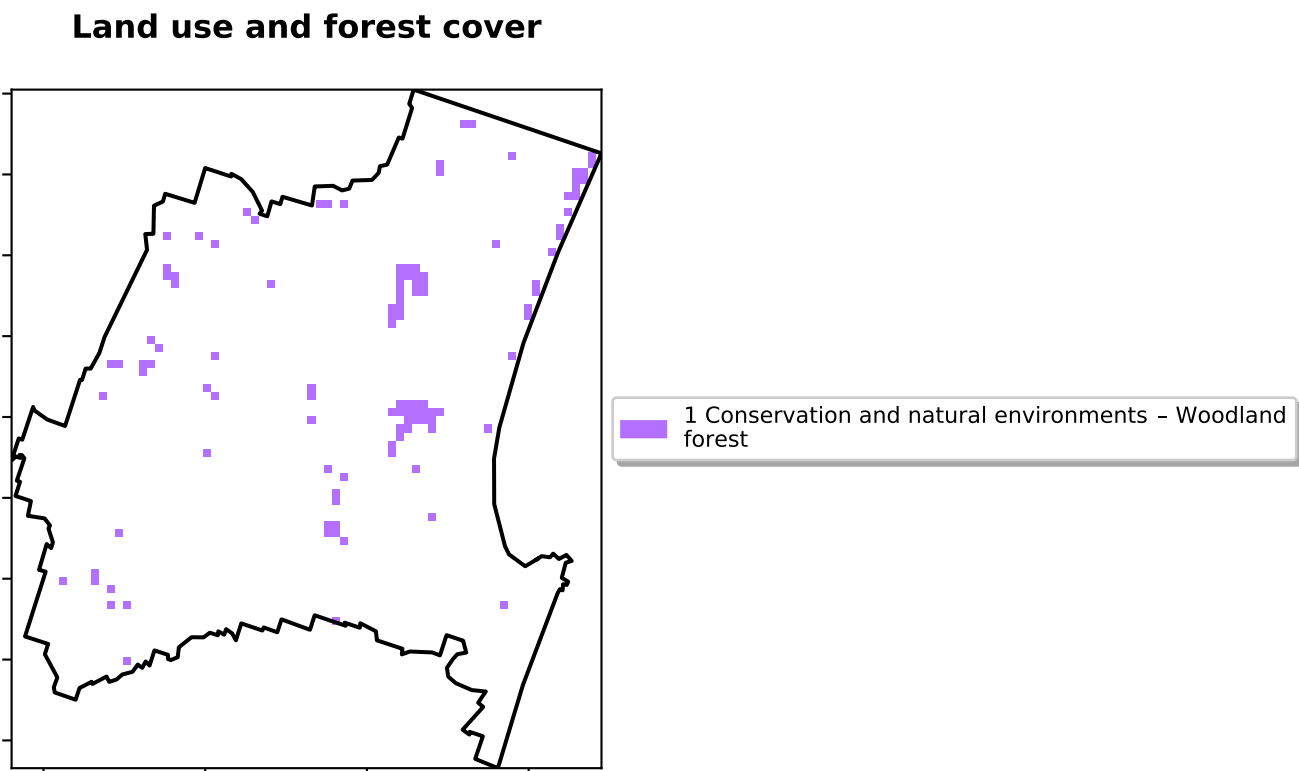 Land use and forest cover
1 Conservation and natural environments – Woodland
forest